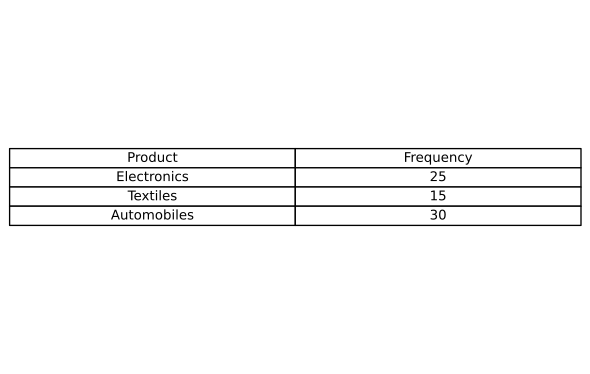 Product Frequency
Electronics 25
Textiles 15
Automobiles 30